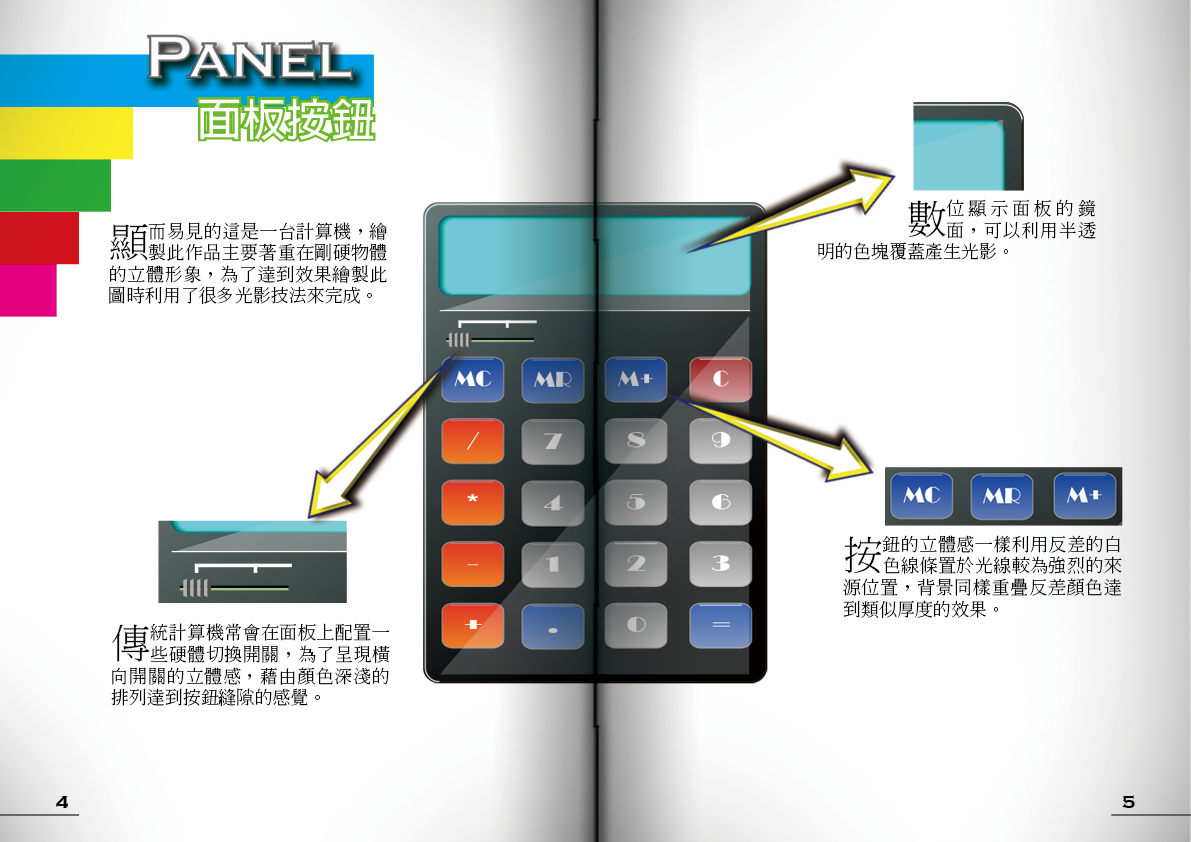 PANEL
面板按鈕
顯而易見的這是一台計算機，繪
製此作品主要著重在剛硬物體
的立體形象，為了達到效果繪製此
圖時利用了很多光影技法來完成。
數位顯示面板的鏡
面，可以利用半透
明的色塊覆蓋產生光影。
MC MR M+ C
/ 7 8 9
* 4 5 6
- 1 2 3
+ . 0 =
MC MR M+
按鈕的立體感一樣利用反差的白
色線條置於光線較為強烈的來
源位置，背景同樣重疊反差顏色達
到類似厚度的效果。
傳統計算機常會在面板上配置一
些硬體切換開關，為了呈現橫
向開關的立體感，藉由顏色深淺的
排列達到按鈕縫隙的感覺。
4
5